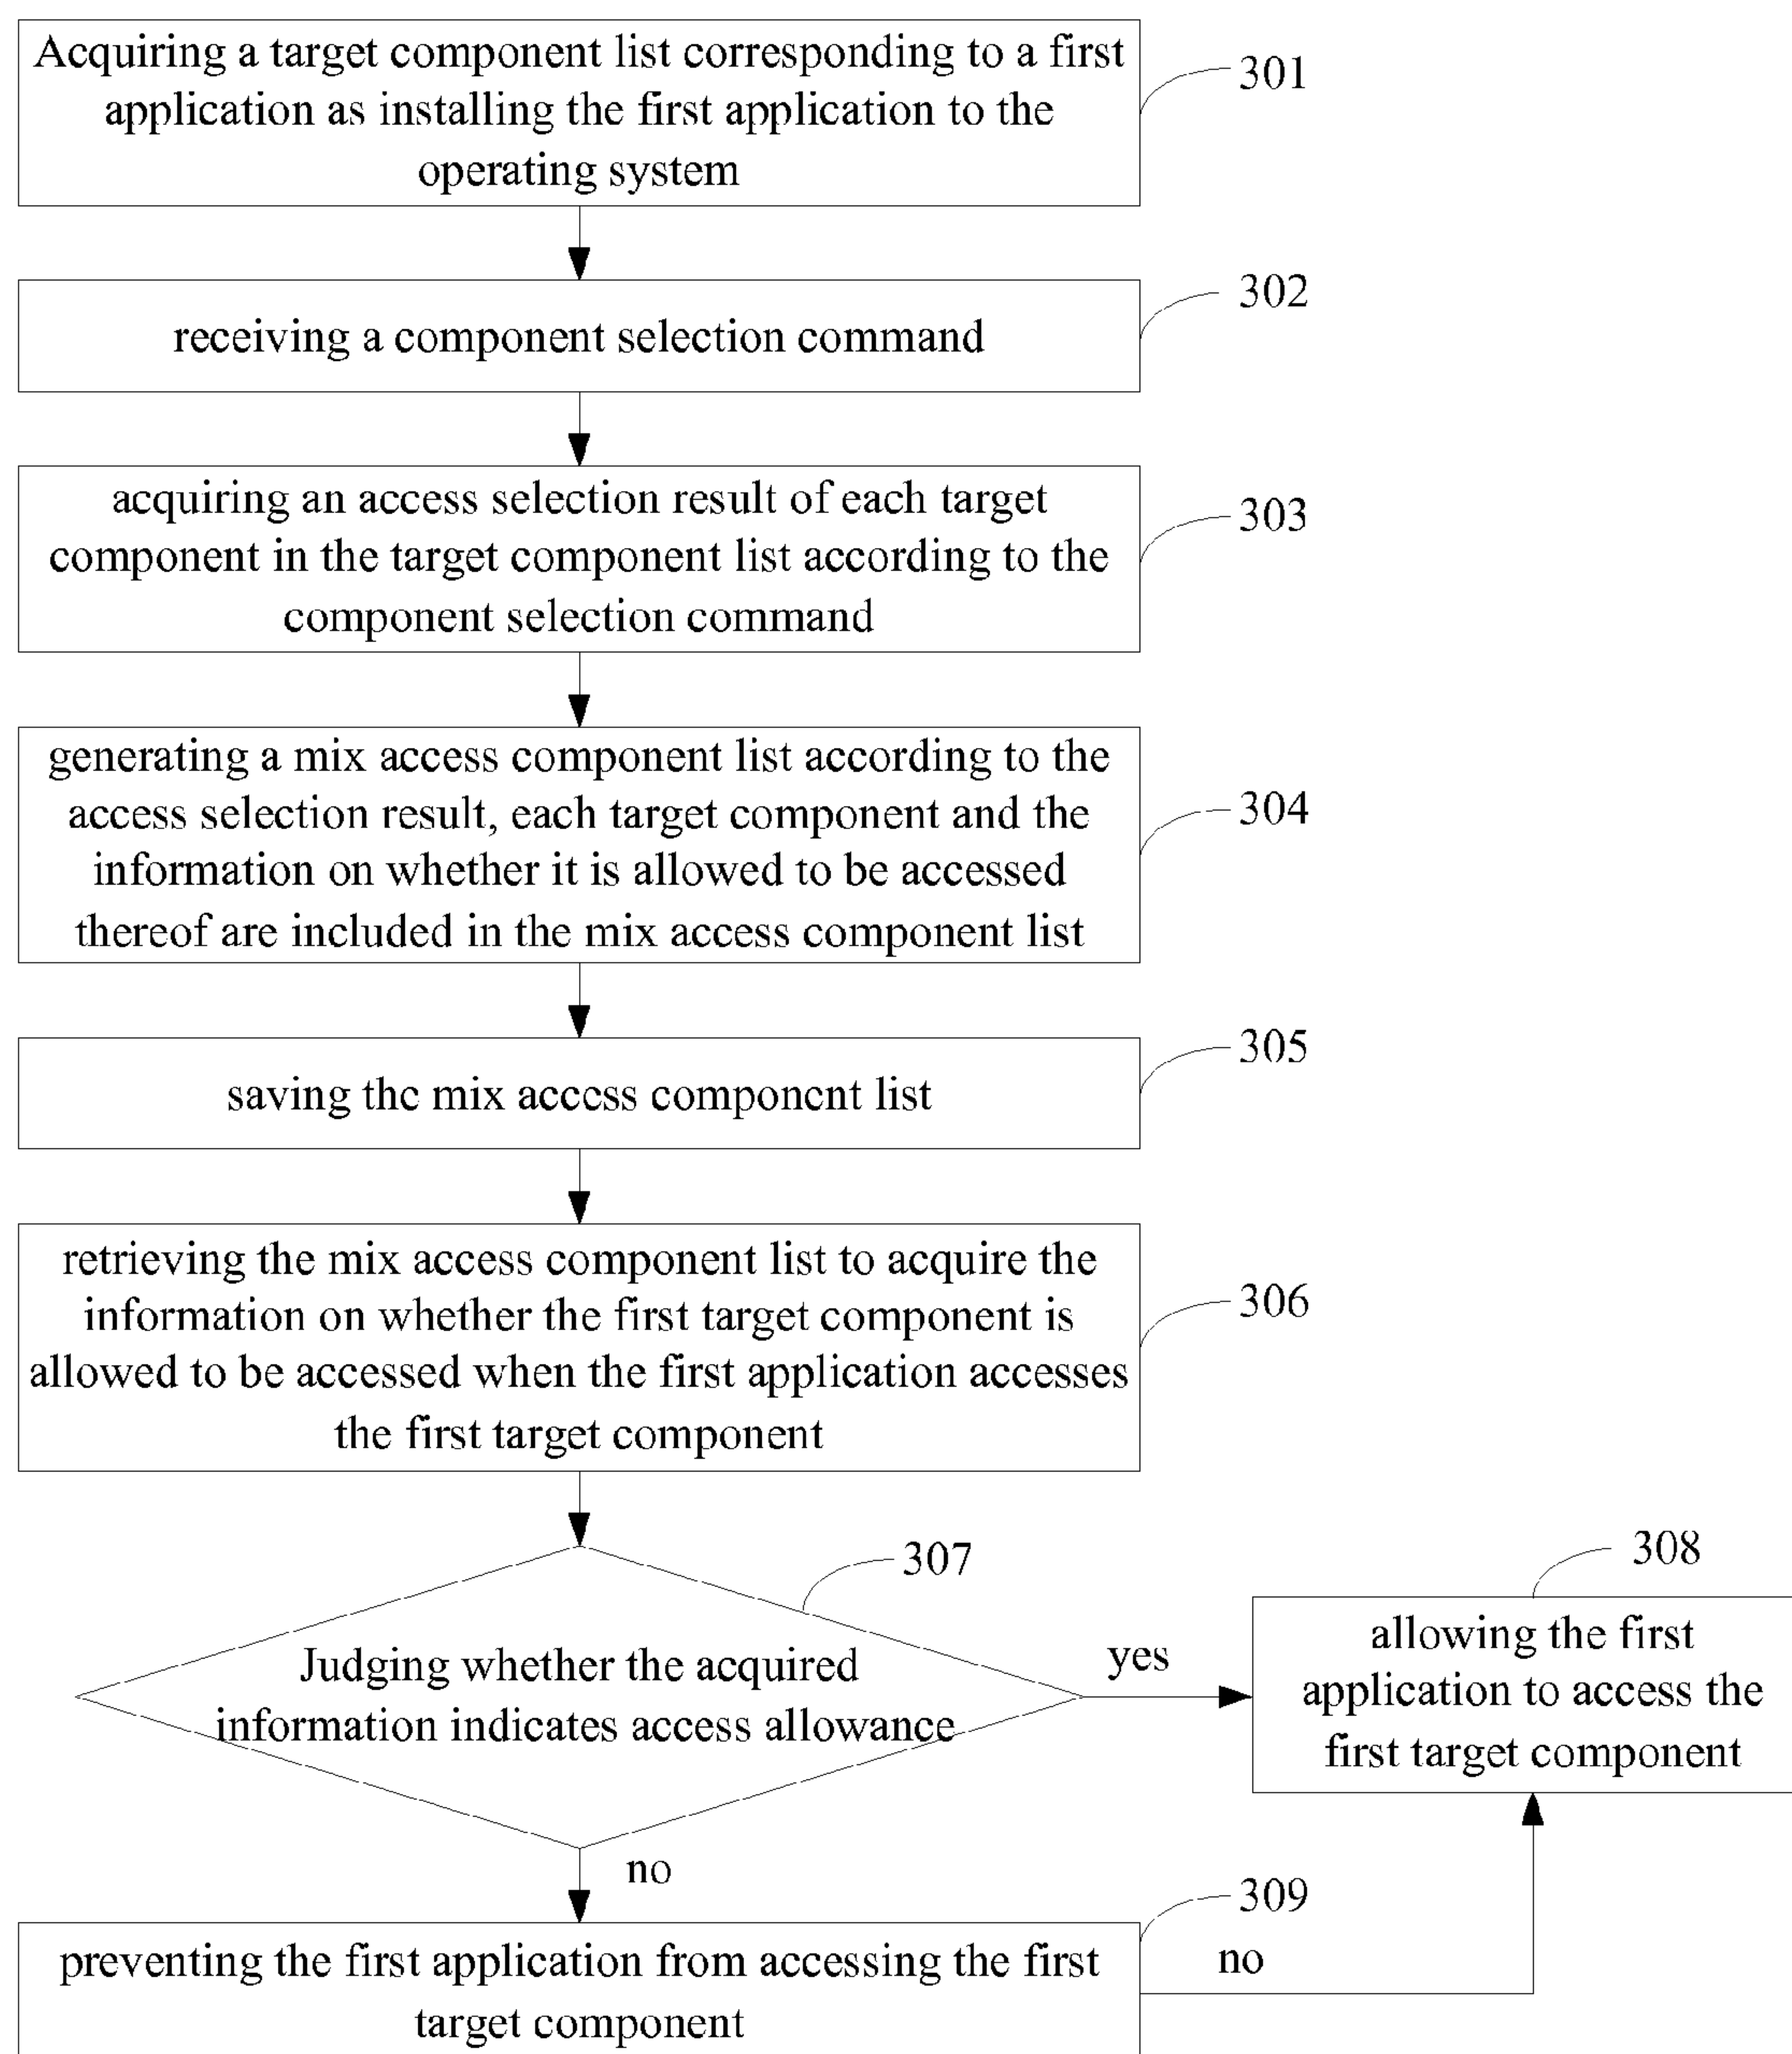 Acquiring a target component list corresponding to a first
application as installing the first application to the
operating system
301
receiving a component selection command
302
acquiring an access selection result of each target
component in the target component list according to the
component selection command
303
generating a mix access component list according to the
access selection result, each target component and the
information on whether it is allowed to be accessed
thereof are included in the mix access component list
304
saving the mix access component list
305
retrieving the mix access component list to acquire the
information on whether the first target component is
allowed to be accessed when the first application accesses
the first target component
306
307
Judging whether the acquired
information indicates access allowance
yes
308
allowing the first
application to access the
first target component
no
309
preventing the first application from accessing the first
target component
no